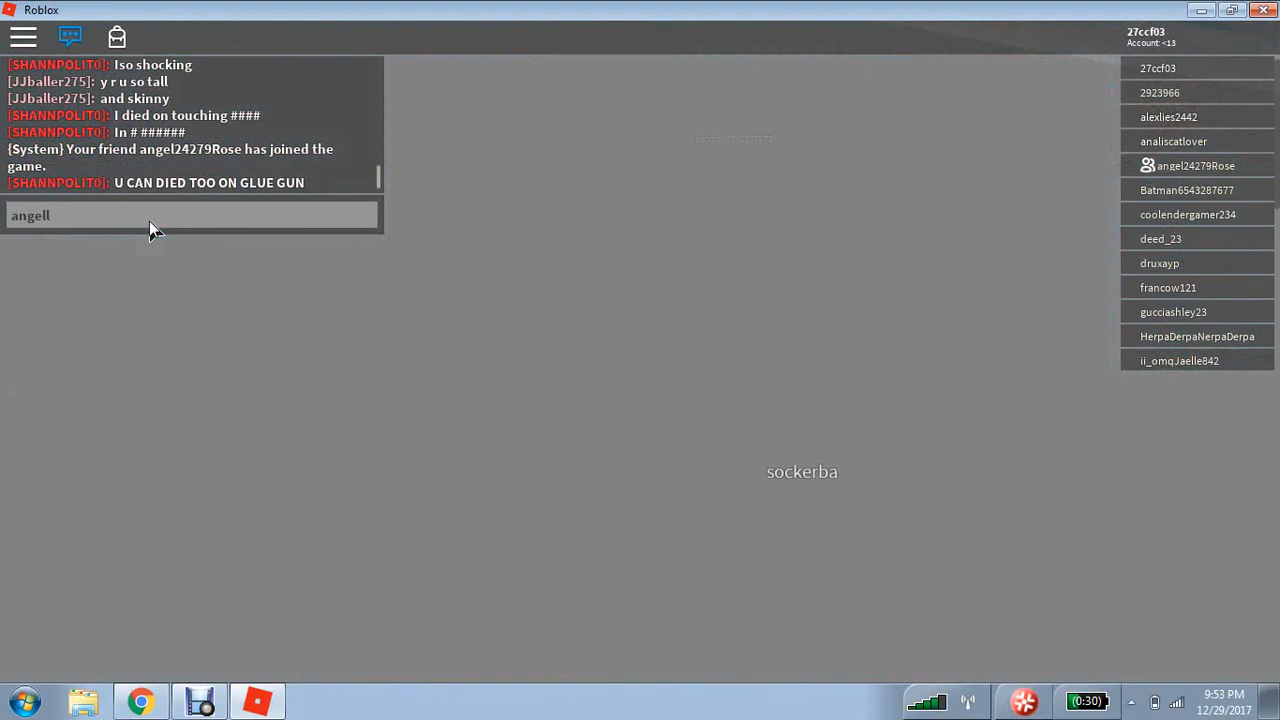 Roblox
27ccf03
Account: <13
[SHANNPOLIT0]: Iso shocking
[JJballer275]: y r u so tall
[JJballer275]: and skinny
[SHANNPOLIT0]: I died on touching ####
[SHANNPOLIT0]: In # ######
{System} Your friend angel24279Rose has joined the
game.
[SHANNPOLIT0]: U CAN DIED TOO ON GLUE GUN
angell
27ccf03
2923966
alexlies2442
analiscatlover
angel24279Rose
Batman6543287677
coolendergamer234
deed_23
druxayp
francow121
gucciashley23
HerpaDerpaNerpaDerpa
ii_omqJaelle842
sockerba
(0:30)
9:53 PM
12/29/2017